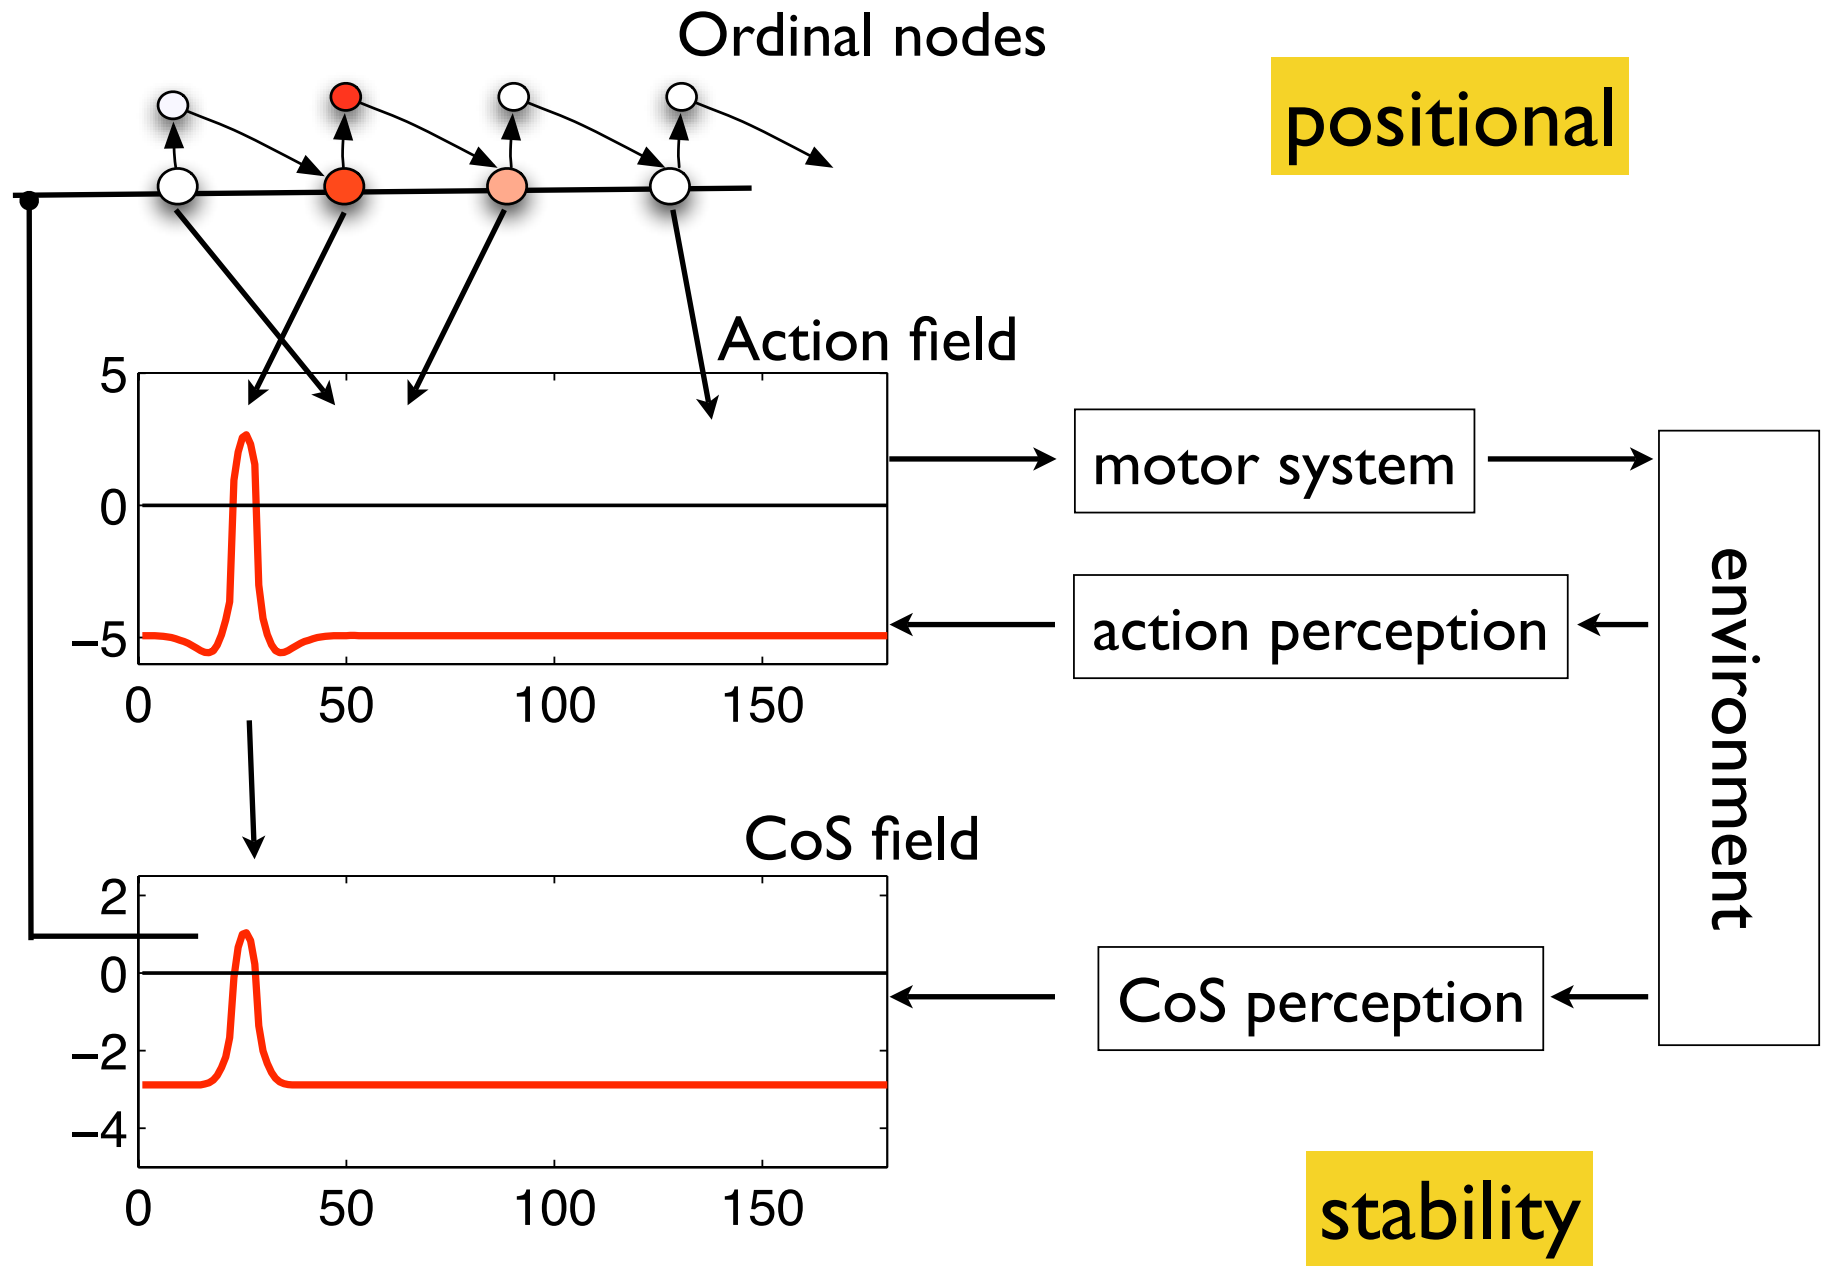 Ordinal nodes
positional
Action field
5
0
−5
0 50 100 150
motor system
action perception
environment
CoS field
2
0
−2
−4
0 50 100 150
CoS perception
stability